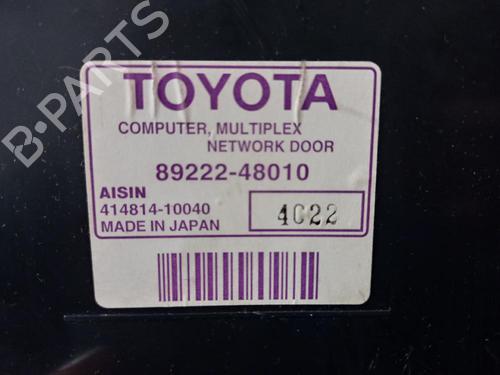 B-PARTS
TOYOTA
COMPUTER, MULTIPLEX
NETWORK DOOR
89222-48010
AISIN
414814-10040
MADE IN JAPAN
4C22